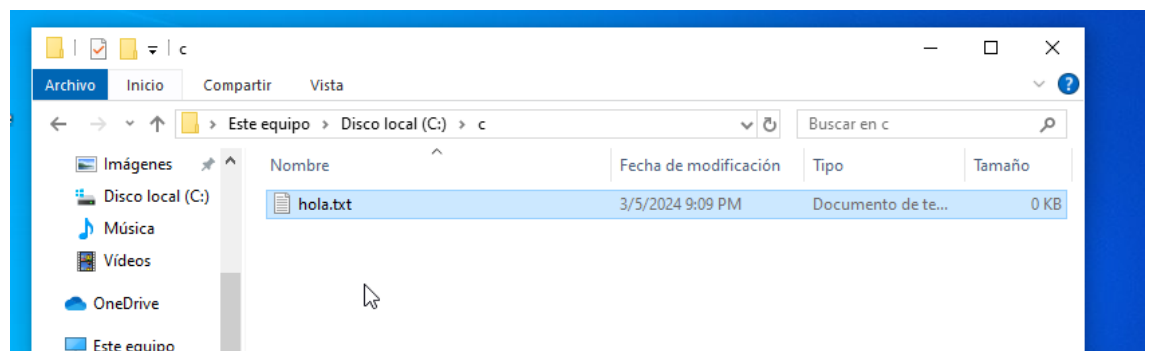 c
Archivo Inicio Compartir Vista
Este equipo > Disco local (C:) > c Buscar en c
Imágenes Nombre Fecha de modificación Tipo Tamaño
Disco local (C:) hola.txt 3/5/2024 9:09 PM Documento de te... 0 KB
Música
Vídeos
OneDrive
Este equipo